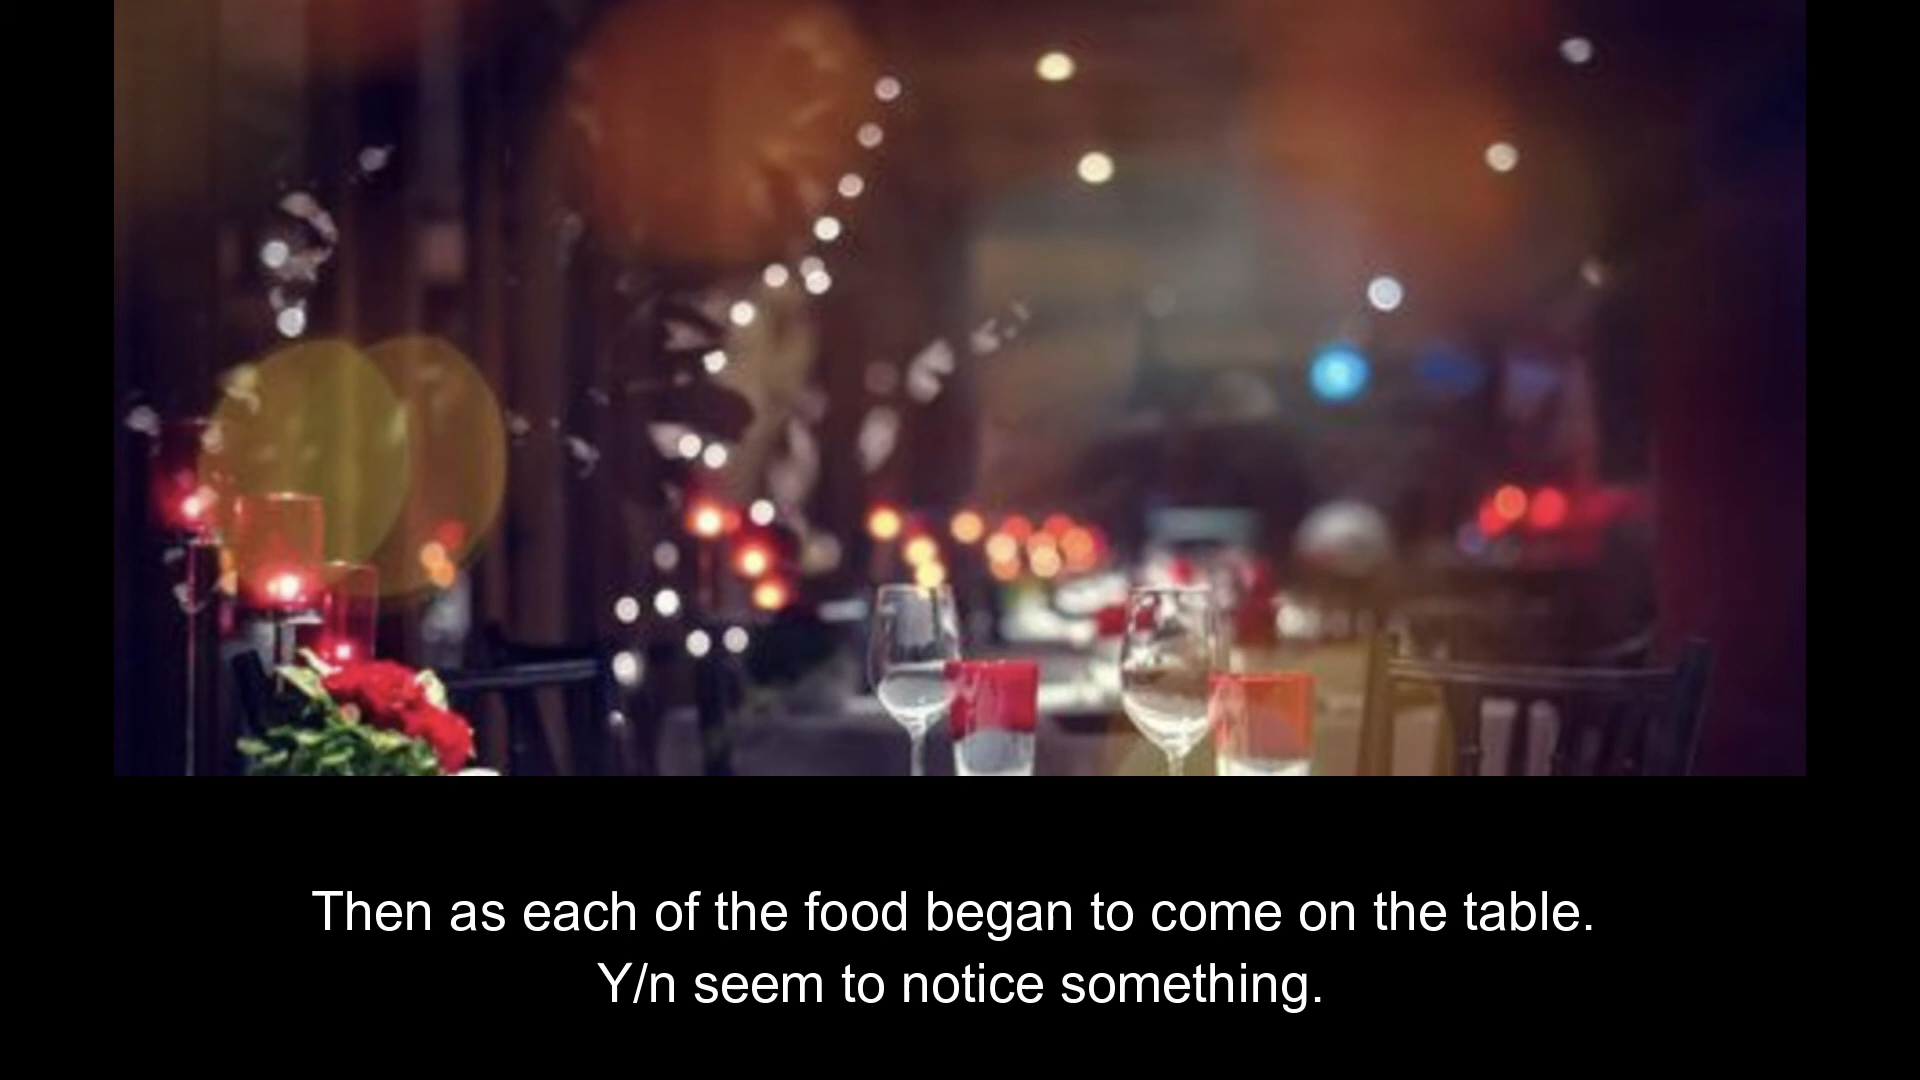 Then as each of the food began to come on the table.
Y/n seem to notice something.